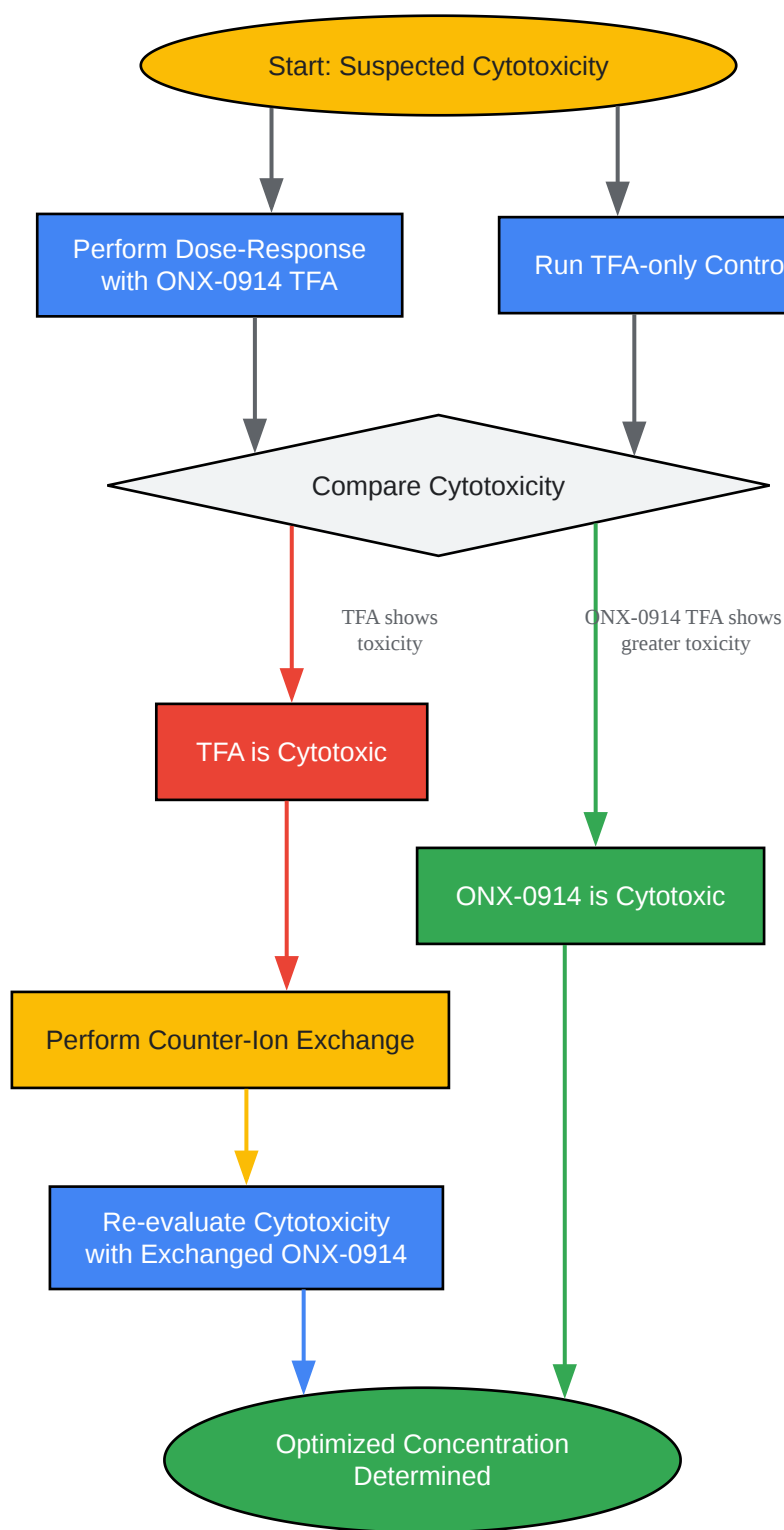 Start: Suspected Cytotoxicity
Perform Dose-Response
with ONX-0914 TFA
Run TFA-only Contro
Compare Cytotoxicity
TFA shows
toxicity
ONX-0914 TFA shows
greater toxicity
TFA is Cytotoxic
ONX-0914 is Cytotoxic
Perform Counter-Ion Exchange
Re-evaluate Cytotoxicity
with Exchanged ONX-0914
Optimized Concentration
Determined